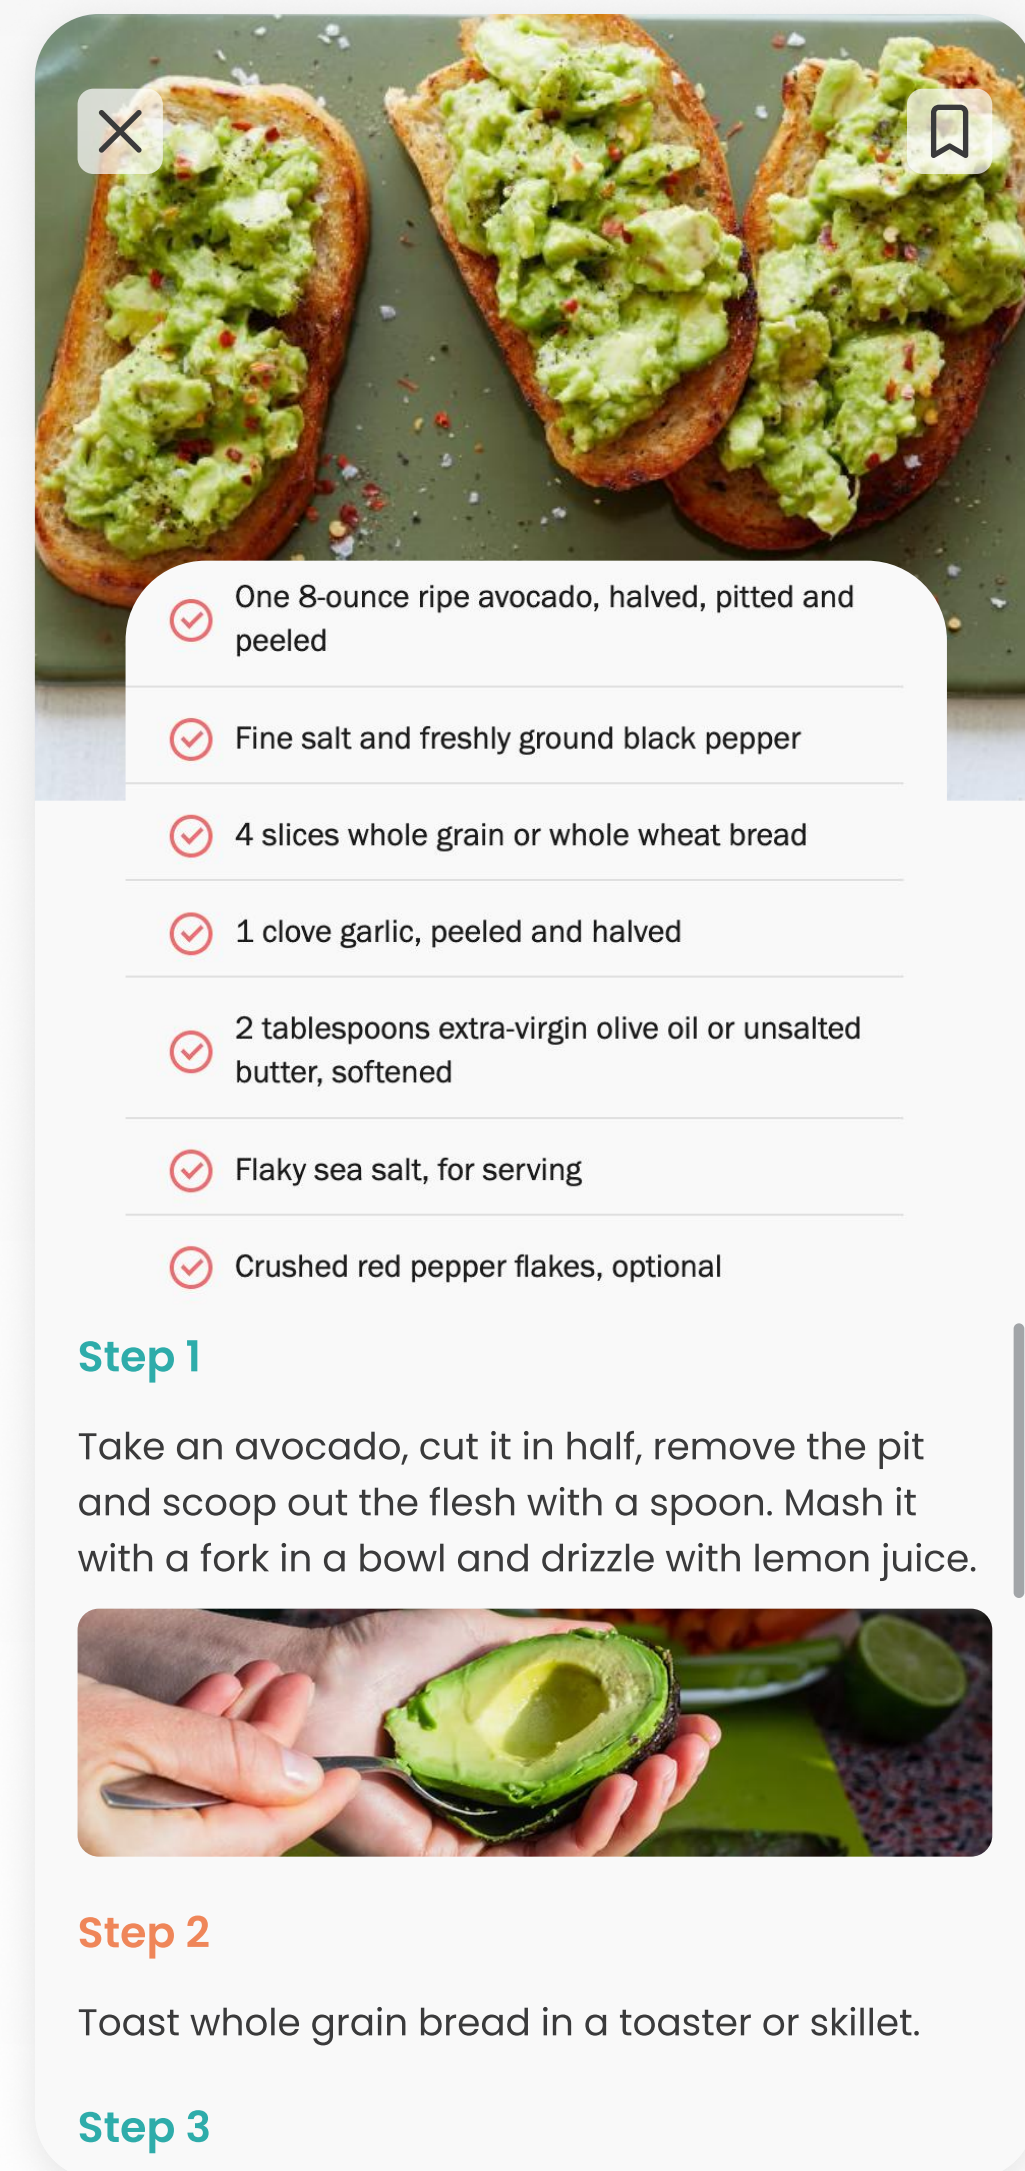 One 8-ounce ripe avocado, halved, pitted and
peeled
Fine salt and freshly ground black pepper
4 slices whole grain or whole wheat bread
1 clove garlic, peeled and halved
2 tablespoons extra-virgin olive oil or unsalted
butter, softened
Flaky sea salt, for serving
Crushed red pepper flakes, optional
Step 1
Take an avocado, cut it in half, remove the pit
and scoop out the flesh with a spoon. Mash it
with a fork in a bowl and drizzle with lemon juice.
Step 2
Toast whole grain bread in a toaster or skillet.
Step 3